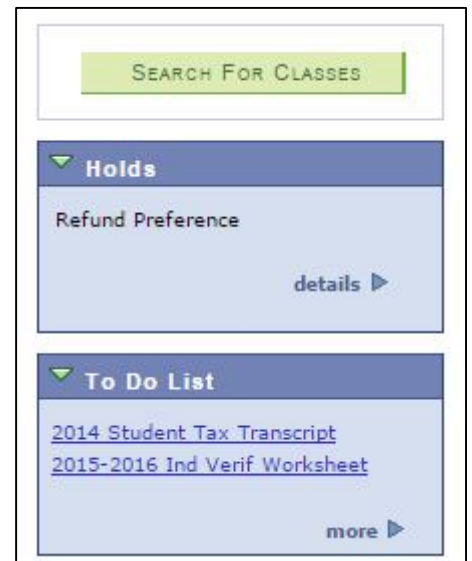 SEARCH FOR CLASSES
Holds
Refund Preference
details
To Do List
2014 Student Tax Transcript
2015-2016 Ind Verif Worksheet
more